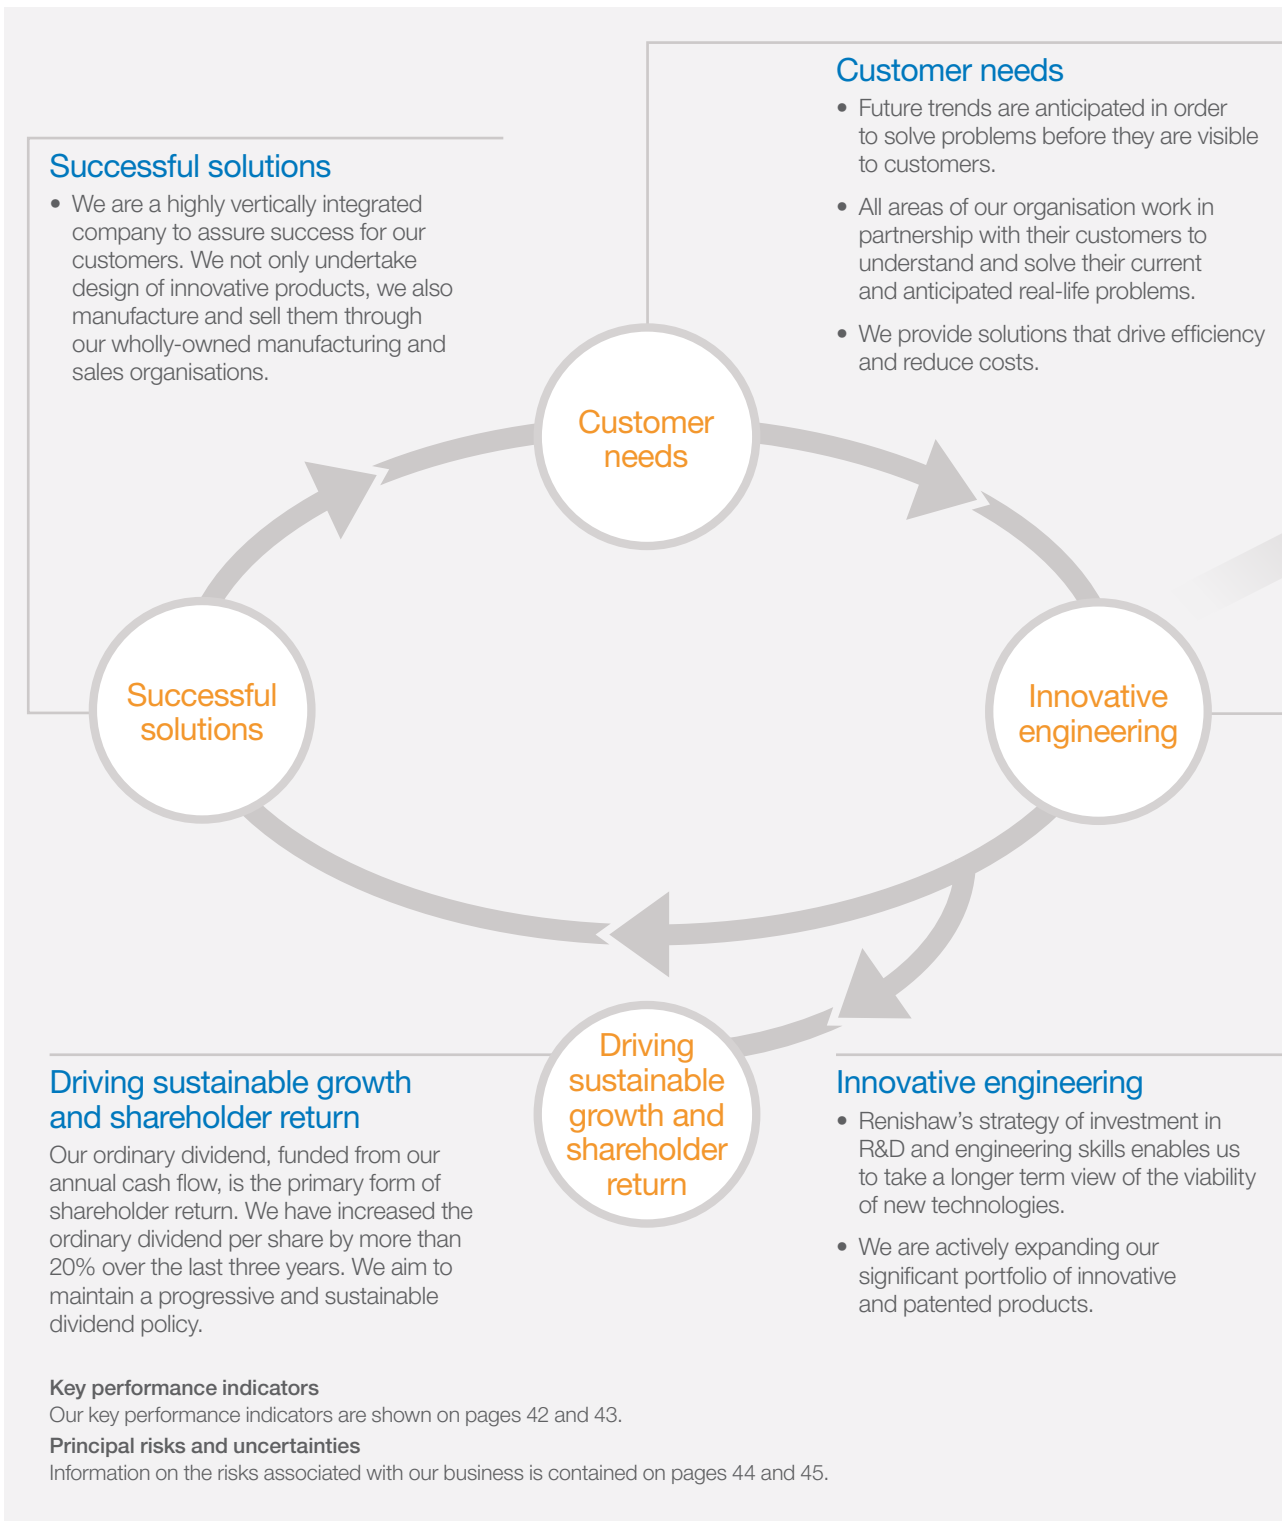 Customer needs
• Future trends are anticipated in order
to solve problems before they are visible
to customers.
• All areas of our organisation work in
partnership with their customers to
understand and solve their current
and anticipated real-life problems.
• We provide solutions that drive efficiency
and reduce costs.
Successful solutions
• We are a highly vertically integrated
company to assure success for our
customers. We not only undertake
design of innovative products, we also
manufacture and sell them through
our wholly-owned manufacturing and
sales organisations.
Customer
needs
Successful
solutions
Innovative
engineering
Driving
sustainable
growth and
shareholder
return
Driving sustainable growth
and shareholder return
Our ordinary dividend, funded from our
annual cash flow, is the primary form of
shareholder return. We have increased the
ordinary dividend per share by more than
20% over the last three years. We aim to
maintain a progressive and sustainable
dividend policy.
Innovative engineering
• Renishaw's strategy of investment in
R&D and engineering skills enables us
to take a longer term view of the viability
of new technologies.
• We are actively expanding our
significant portfolio of innovative
and patented products.
Key performance indicators
Our key performance indicators are shown on pages 42 and 43.
Principal risks and uncertainties
Information on the risks associated with our business is contained on pages 44 and 45.